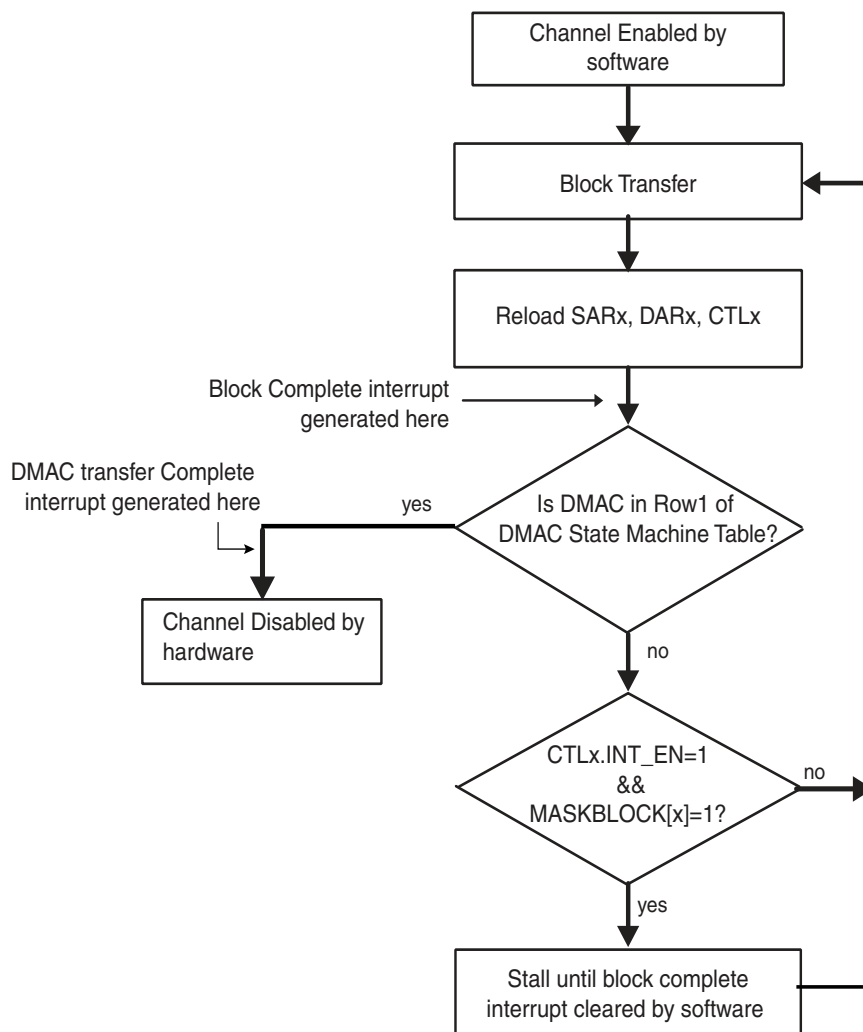 Channel Enabled by
software
Block Transfer
Reload SARx, DARx, CTLx
Block Complete interrupt
generated here
DMAC transfer Complete
interrupt generated here
yes
Is DMAC in Row1 of
DMAC State Machine Table?
Channel Disabled by
hardware
no
CTLx.INT_EN=1
&&
MASKBLOCK[x]=1?
no
yes
Stall until block complete
interrupt cleared by software